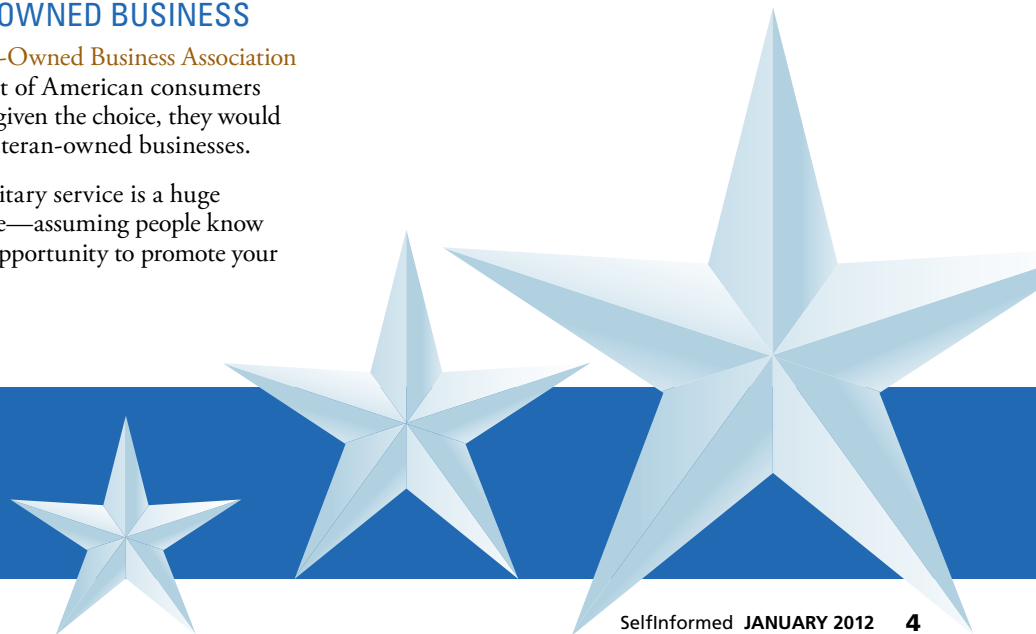 OWNED BUSINESS
-Owned Business Association
t of American consumers
given the choice, they would
teran-owned businesses.
itary service is a huge
e—assuming people know
pportunity to promote your
SelfInformed JANUARY 2012 4